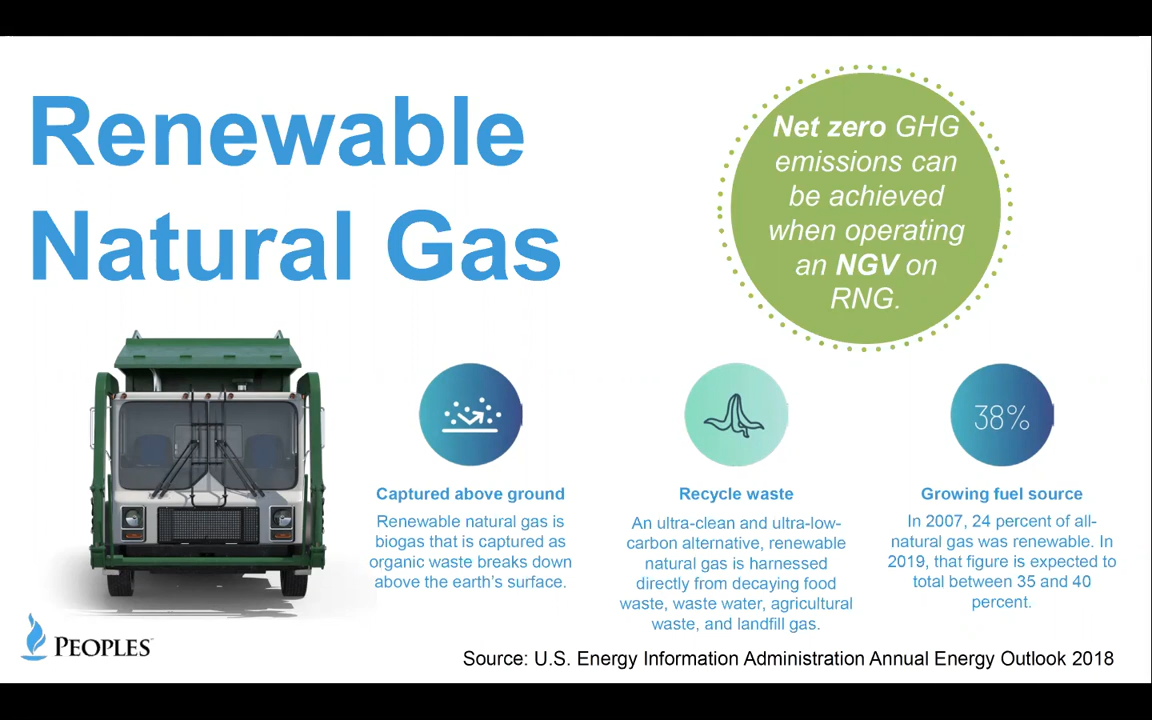 Renewable
Natural Gas
Net zero GHG
emissions can
be achieved
when operating
an NGV on
RNG.
Captured above ground
Renewable natural gas is
biogas that is captured as
organic waste breaks down
above the earth's surface.
Recycle waste
An ultra-clean and ultra-low-
carbon alternative, renewable
natural gas is harnessed
directly from decaying food
waste, waste water, agricultural
waste, and landfill gas.
38%
Growing fuel source
In 2007, 24 percent of all-
natural gas was renewable. In
2019, that figure is expected to
total between 35 and 40
percent.
PEOPLES
Source: U.S. Energy Information Administration Annual Energy Outlook 2018